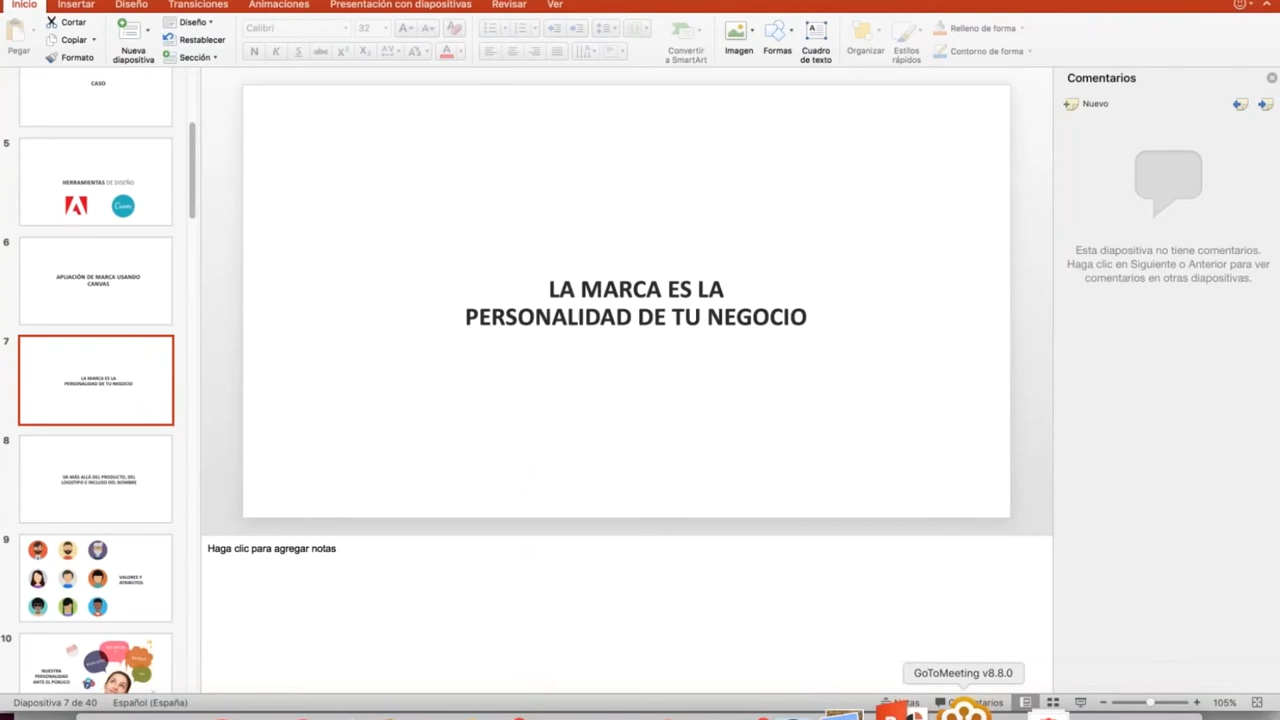 Inicio Insertar Diseño Transiciones Animaciones Presentación con diapositivas Revisar Ver
Pegar
Cortar
Copiar
Formato
Nueva
diapositiva
Diseño
Restablecer
Sección
Calibri 32
N K S abc X² X₂
Convertir
a SmartArt
Imagen
Formas
Cuadro
de texto
Organizar
Estilos
rápidos
Relleno de forma
Contorno de forma
CASO
5
HERRAMIENTAS DE DISEÑO
Canva
6
APLIACIÓN DE MARCA USANDO
CANVAS
7
LA MARCA ES LA
PERSONALIDAD DE TU NEGOCIO
8
VA MÁS ALLÁ DEL PRODUCTO, DEL
LOGOTIPO E INCLUSO DEL NOMBRE
9
VALORES Y
ATRIBUTOS
10
NUESTRA
PERSONALIDAD
ANTE EL PÚBLICO
LA MARCA ES LA
PERSONALIDAD DE TU NEGOCIO
Haga clic para agregar notas
Comentarios
Nuevo
Esta diapositiva no tiene comentarios.
Haga clic en Siguiente o Anterior para ver
comentarios en otras diapositivas.
GoToMeeting v8.8.0
Diapositiva 7 de 40 Español (España) 105%